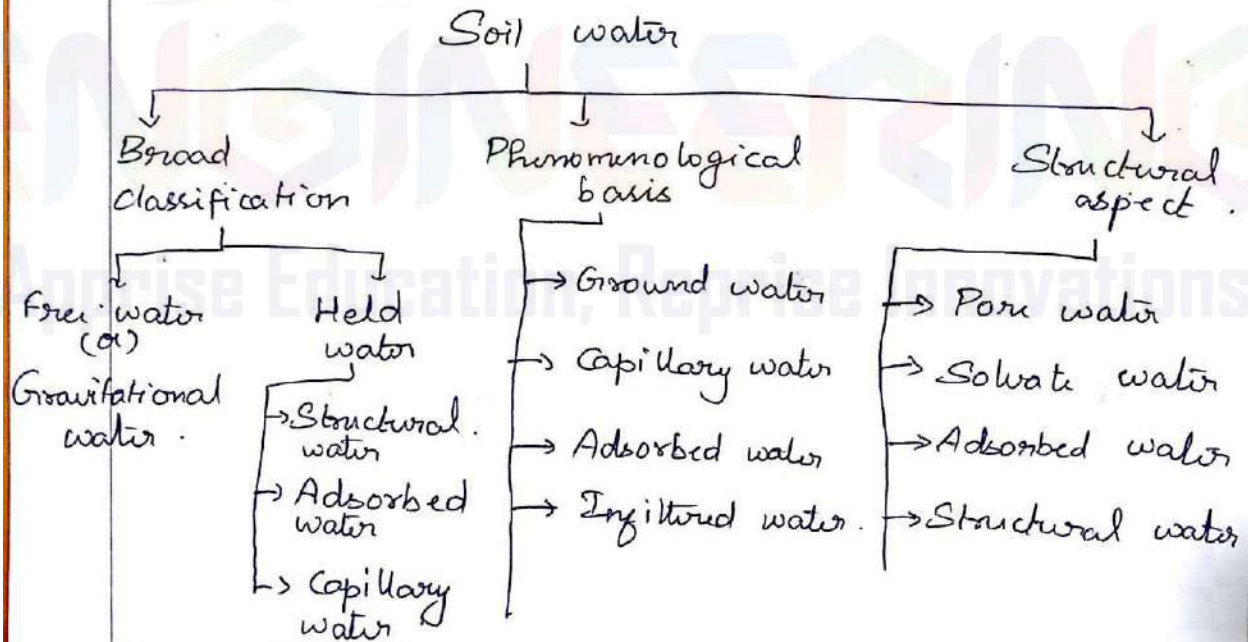 Soil water
Broad
classification
Phenomenological
basis
Structural
aspect .
Free water
(or)
Gravitational
water .
Held
water
→ Structural .
water
→ Adsorbed
water
→ Capillary
water
→ Ground water
→ Capillary water
→ Adsorbed water
→ Infiltured water .
→ Pore water
→ Solvate water
→ Adsorbed water
→ Structural water
ENGINEERING
Apprise Education, Reprise Innovations